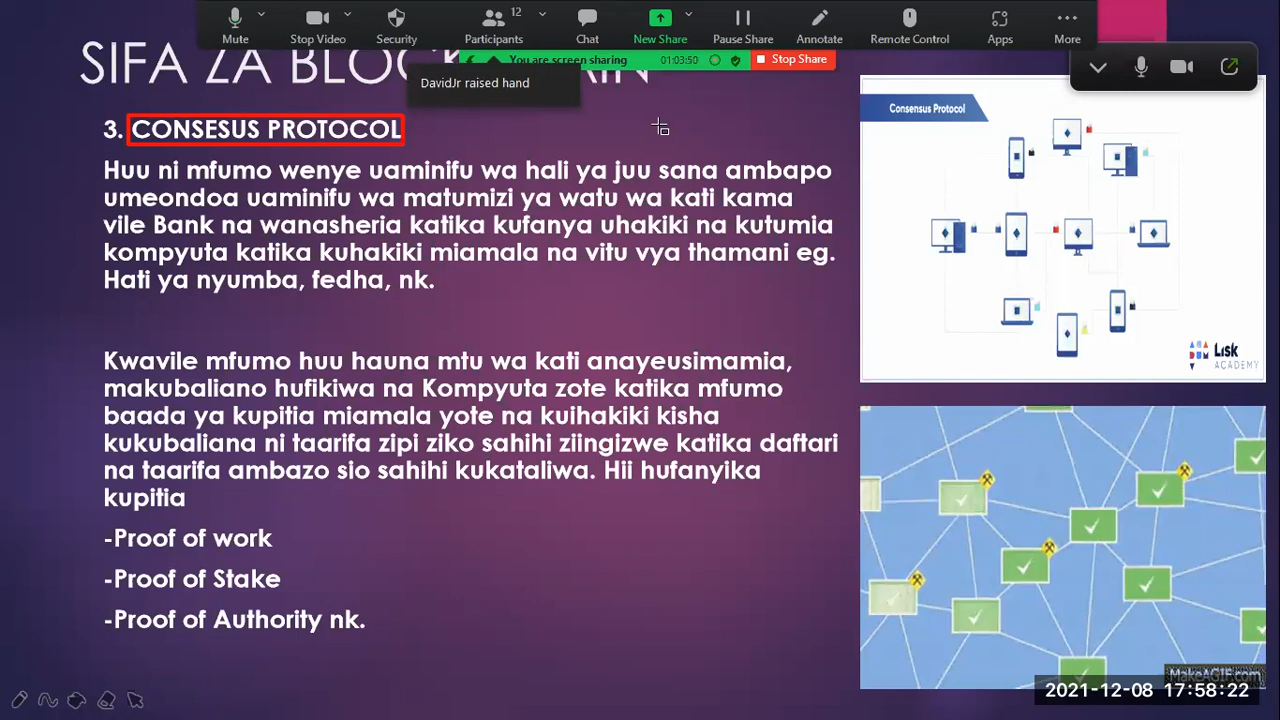 Mute
Stop Video
Security
Participants
12
Chat
New Share
Pause Share
Annotate
Remote Control
Apps
More
You are screen sharing
01:03:50
Stop Share
DavidJr raised hand
SIFA ZA
3. CONSESUS PROTOCOL
Huu ni mfumo wenye uaminifu wa hali ya juu sana ambapo
umeondoa uaminifu wa matumizi ya watu wa kati kama
vile Bank na wanasheria katika kufanya uhakiki na kutumia
kompyuta katika kuhakiki miamala na vitu vya thamani eg.
Hati ya nyumba, fedha, nk.
Kwavile mfumo huu hauna mtu wa kati anayeusimamia,
makubaliano hufikiwa na Kompyuta zote katika mfumo
baada ya kupitia miamala yote na kuihakiki kisha
kukubaliana ni taarifa zipi ziko sahihi ziingizwe katika daftari
na taarifa ambazo sio sahihi kukataliwa. Hii hufanyika
kupitia
-Proof of work
-Proof of Stake
-Proof of Authority nk.
Consensus Protocol
Lisk
ACADEMY
MakeAGIF.com
2021-12-08 17:58:22